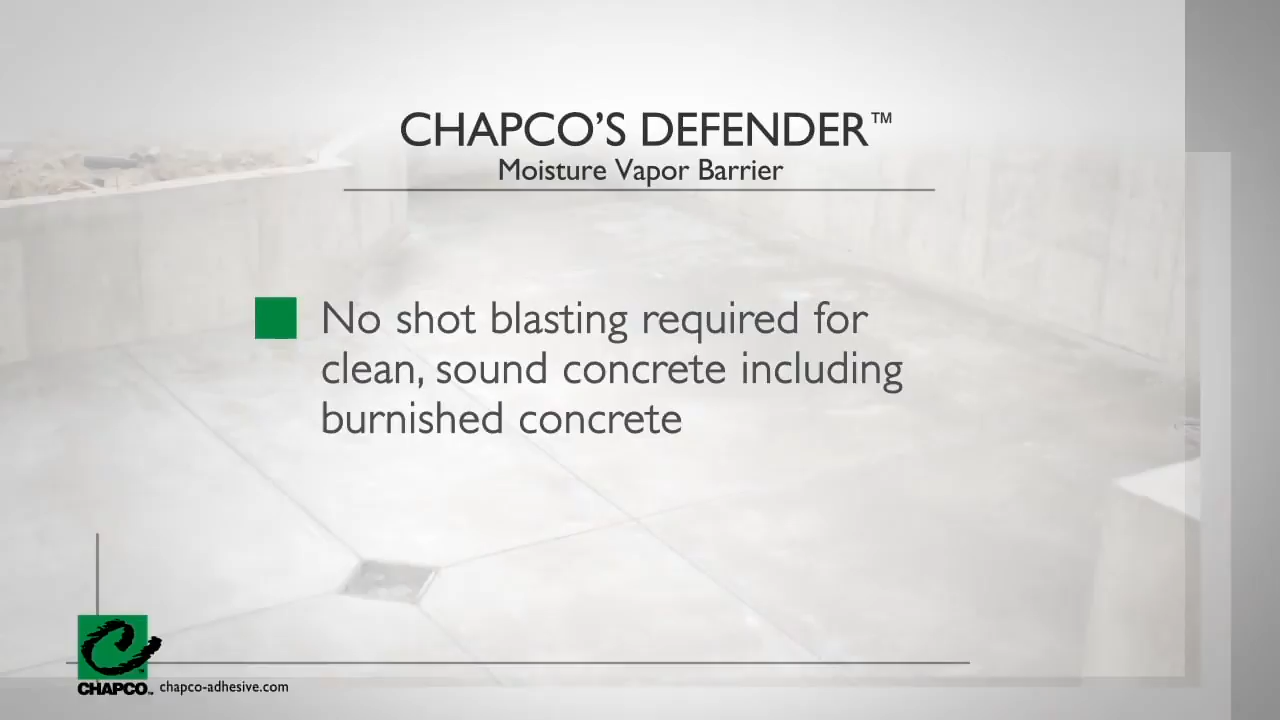 CHAPCO'S DEFENDER™
Moisture Vapor Barrier
No shot blasting required for
clean, sound concrete including
burnished concrete
CHAPCO™ chapco-adhesive.com